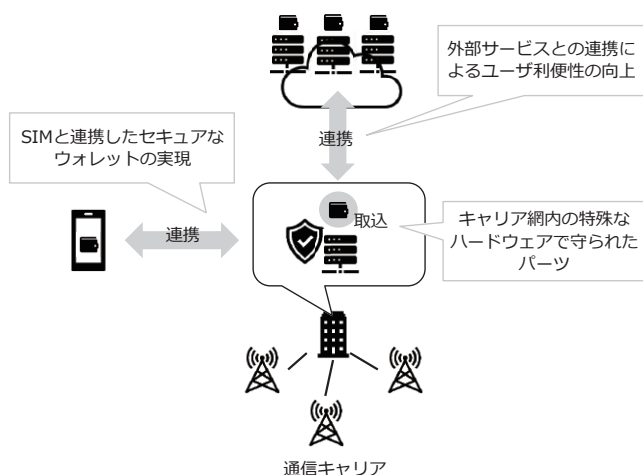 外部サービスとの連携に
よるユーザ利便性の向上
連携
SIMと連携したセキュアな
ウォレットの実現
取込
連携
キャリア網内の特殊な
ハードウェアで守られた
パーツ
通信キャリア